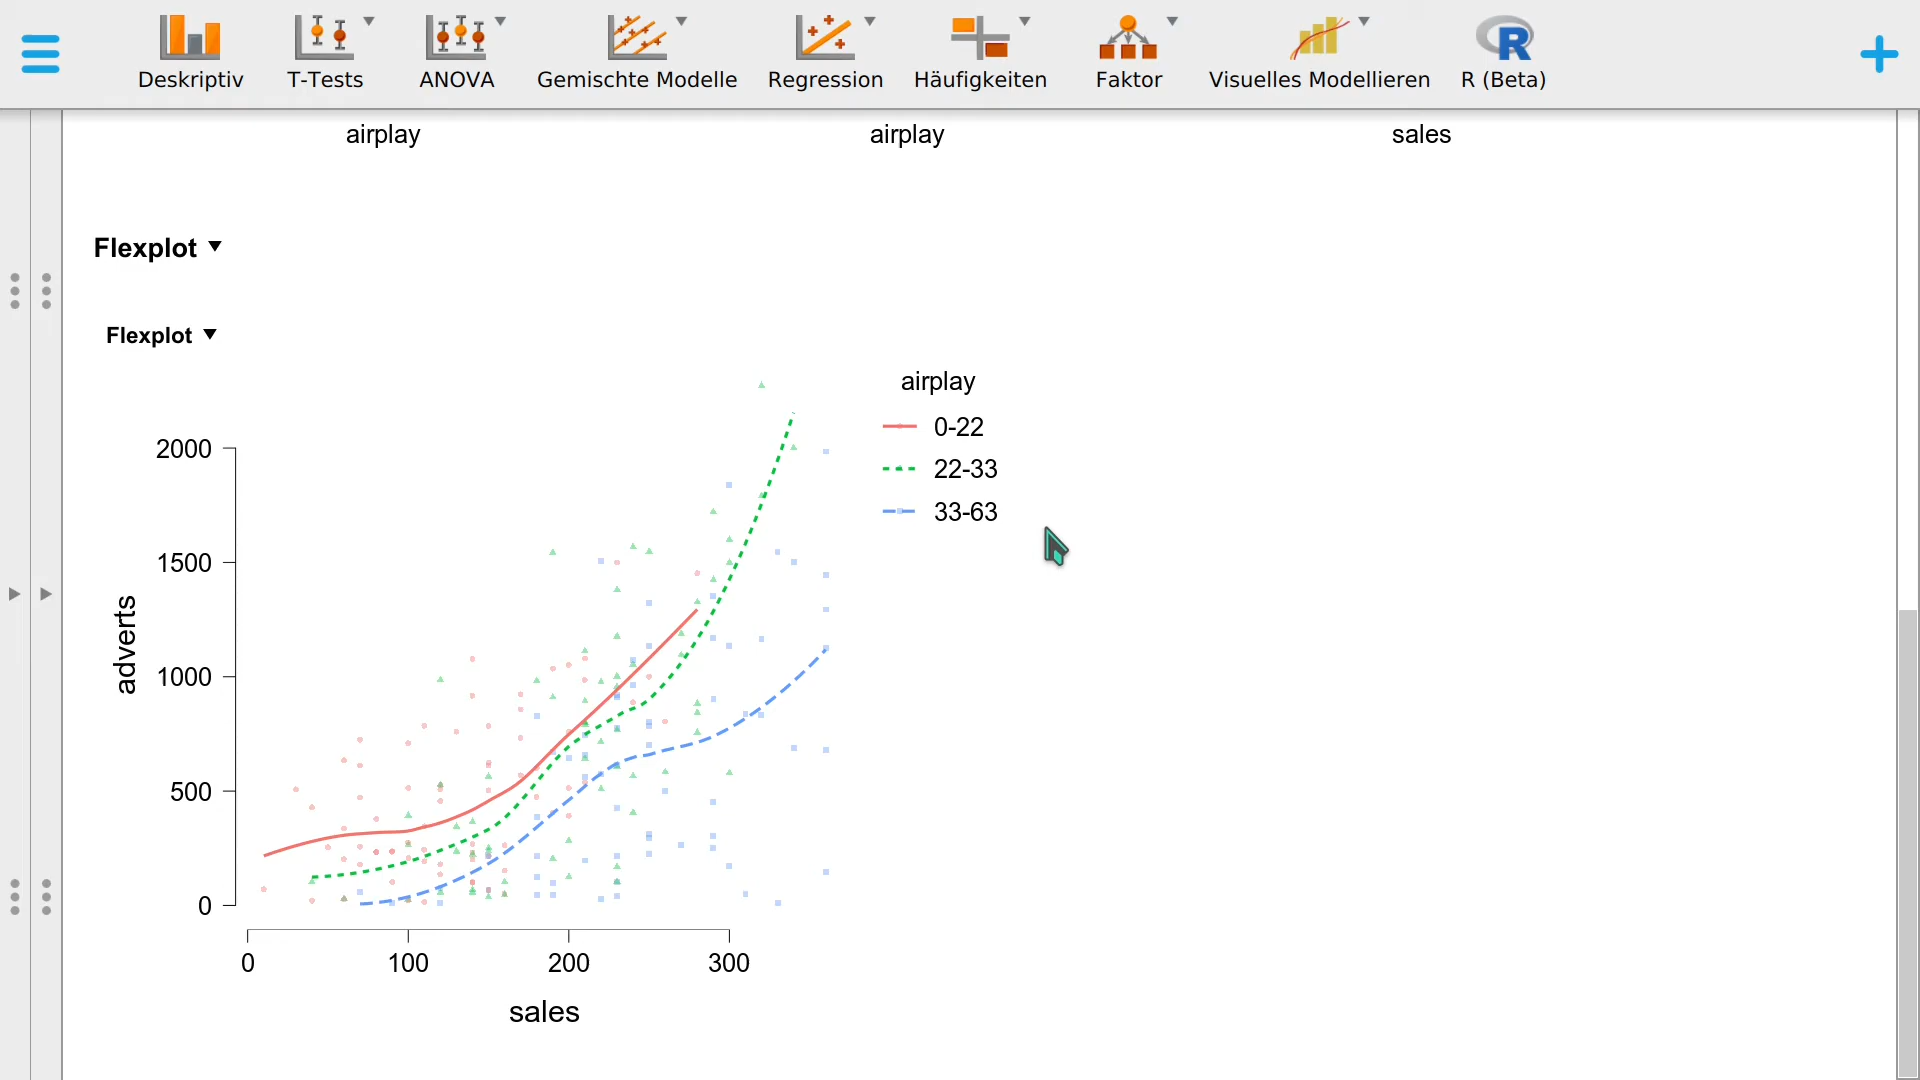 Deskriptiv
T-Tests
ANOVA
Gemischte Modelle
Regression
Häufigkeiten
Faktor
Visuelles Modellieren
R (Beta)
airplay
airplay
sales
Flexplot
Flexplot
airplay
0-22
22-33
33-63
adverts
2000
1500
1000
500
0
0 100 200 300
sales